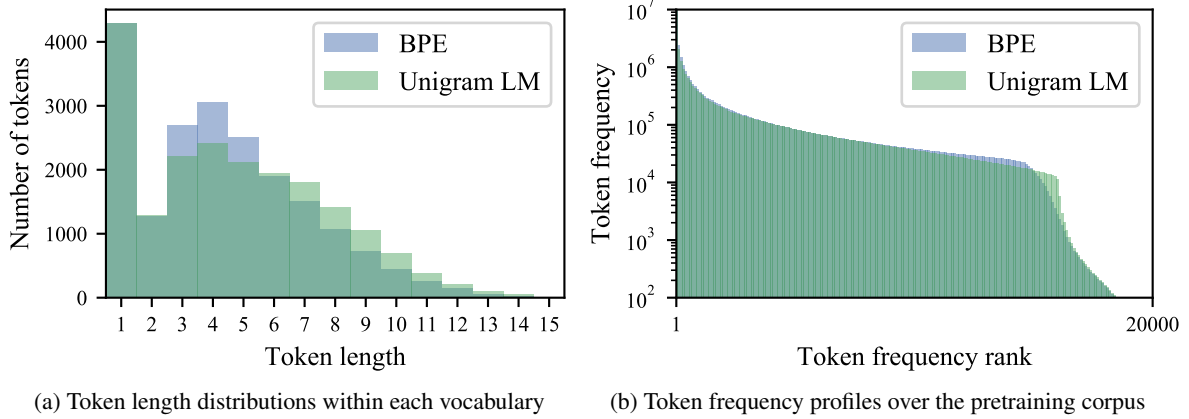 4000
3000
2000
1000
0
Number of tokens
BPE
Unigram LM
1 2 3 4 5 6 7 8 9 10 11 12 13 14 15
Token length
(a) Token length distributions within each vocabulary
10^7
10^6
10^5
10^4
10^3
10^2
Token frequency
BPE
Unigram LM
1 20000
Token frequency rank
(b) Token frequency profiles over the pretraining corpus